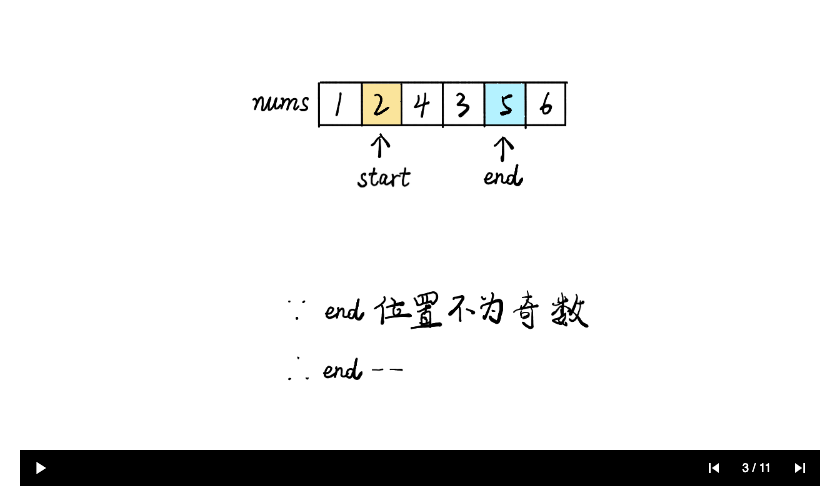 nums 1 2 4 3 5 6
↑ ↑
start end
∵ end 位置不为奇数
∴ end --
3 / 11